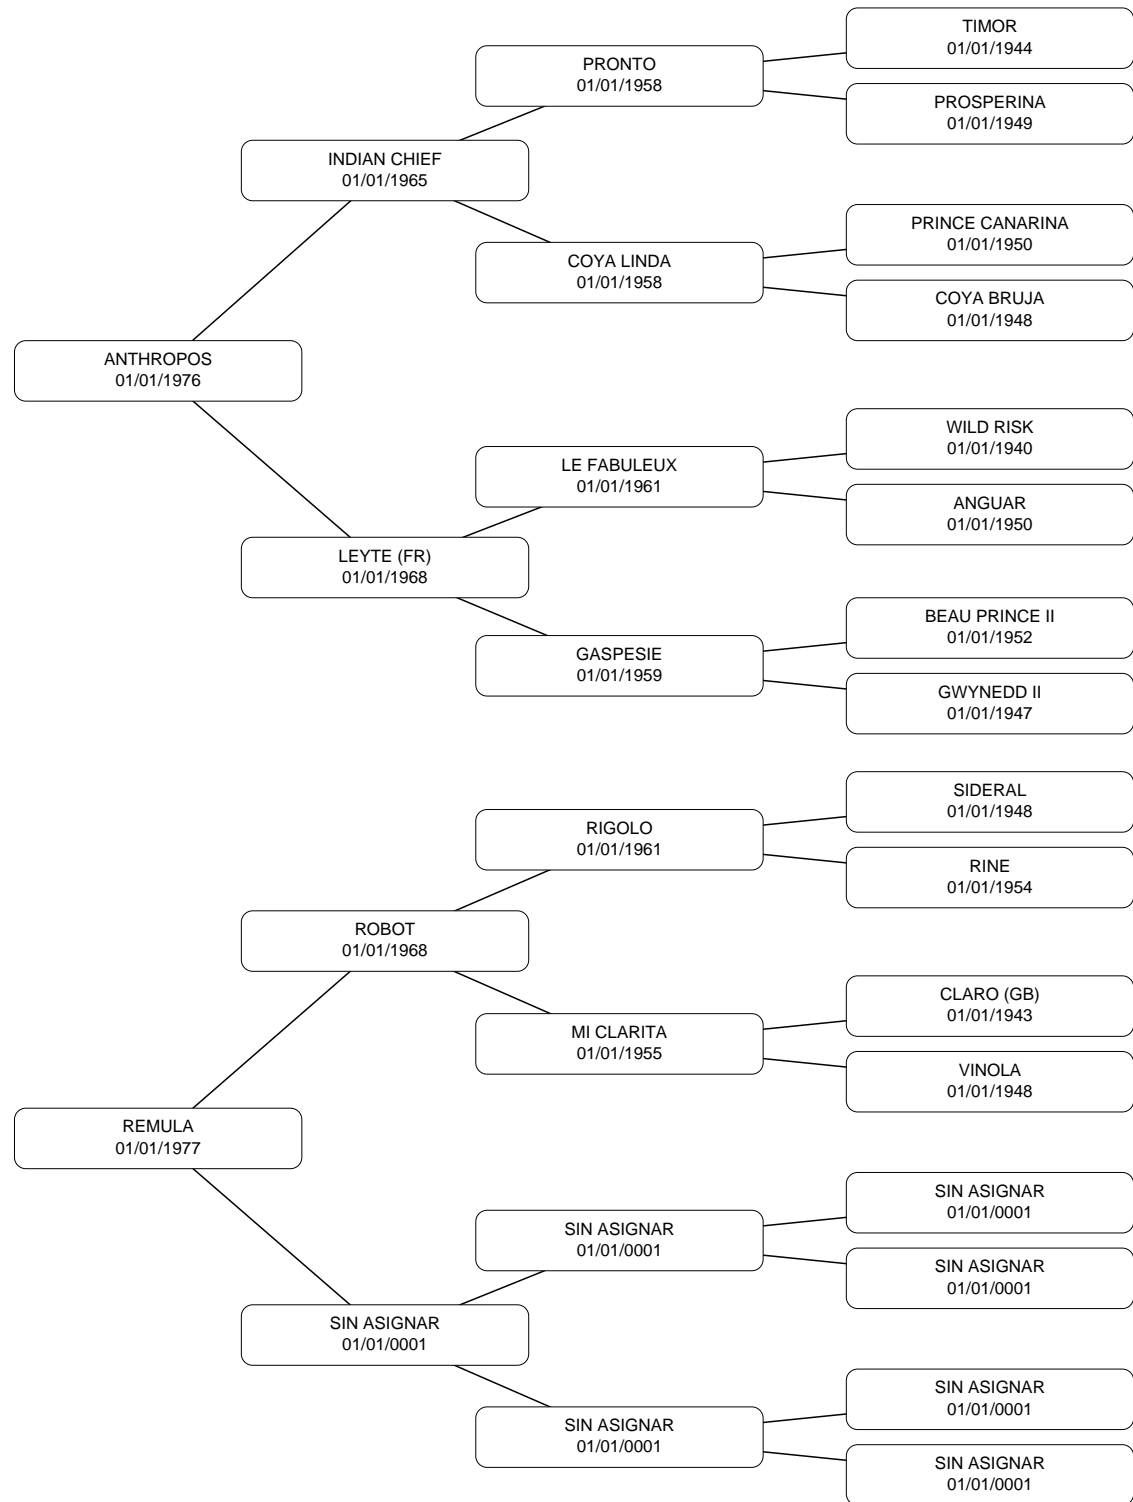 TIMOR
01/01/1944
PRONTO
01/01/1958
PROSPERINA
01/01/1949
INDIAN CHIEF
01/01/1965
PRINCE CANARINA
01/01/1950
COYA LINDA
01/01/1958
COYA BRUJA
01/01/1948
ANTHROPOS
01/01/1976
WILD RISK
01/01/1940
LE FABULEUX
01/01/1961
ANGUAR
01/01/1950
LEYTE (FR)
01/01/1968
BEAU PRINCE II
01/01/1952
GASPESIE
01/01/1959
GWYNEDD II
01/01/1947
SIDERAL
01/01/1948
RIGOLO
01/01/1961
RINE
01/01/1954
ROBOT
01/01/1968
CLARO (GB)
01/01/1943
MI CLARITA
01/01/1955
VINOLA
01/01/1948
REMULA
01/01/1977
SIN ASIGNAR
01/01/0001
SIN ASIGNAR
01/01/0001
SIN ASIGNAR
01/01/0001
SIN ASIGNAR
01/01/0001
SIN ASIGNAR
01/01/0001
SIN ASIGNAR
01/01/0001
SIN ASIGNAR
01/01/0001